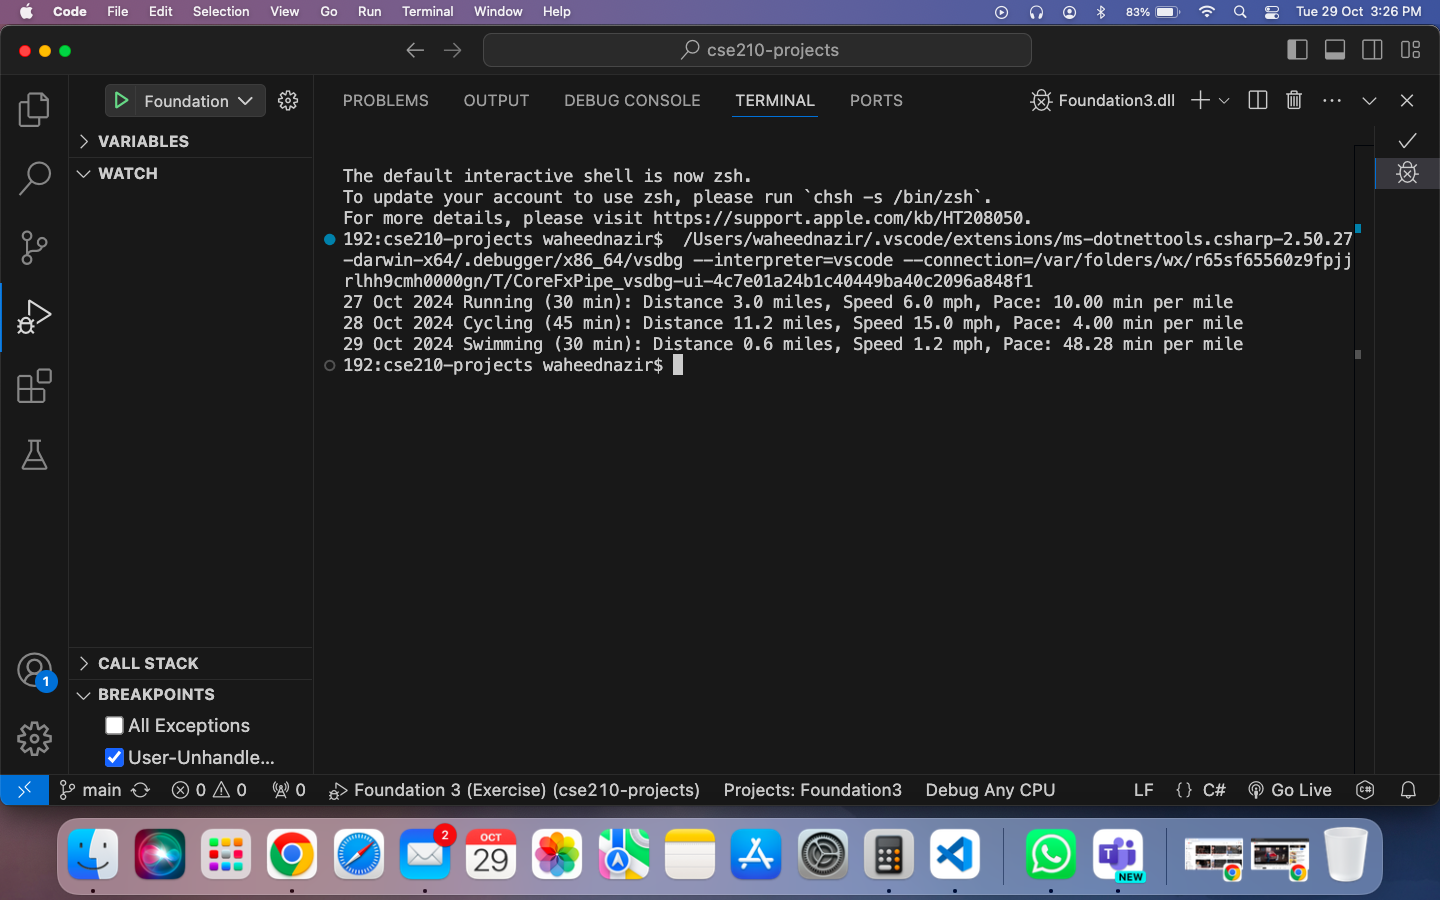 Code File Edit Selection View Go Run Terminal Window Help 83% Tue 29 Oct 3:26 PM
cse210-projects
Foundation
PROBLEMS OUTPUT DEBUG CONSOLE TERMINAL PORTS Foundation3.dll
VARIABLES
WATCH
The default interactive shell is now zsh.
To update your account to use zsh, please run `chsh -s /bin/zsh`.
For more details, please visit https://support.apple.com/kb/HT208050.
192:cse210-projects waheednazir$  /Users/waheednazir/.vscode/extensions/ms-dotnettools.csharp-2.50.27
-darwin-x64/.debugger/x86_64/vsdbg --interpreter=vscode --connection=/var/folders/wx/r65sf65560z9fpjj
rlhh9cmh0000gn/T/CoreFxPipe_vsdbg-ui-4c7e01a24b1c40449ba40c2096a848f1
27 Oct 2024 Running (30 min): Distance 3.0 miles, Speed 6.0 mph, Pace: 10.00 min per mile
28 Oct 2024 Cycling (45 min): Distance 11.2 miles, Speed 15.0 mph, Pace: 4.00 min per mile
29 Oct 2024 Swimming (30 min): Distance 0.6 miles, Speed 1.2 mph, Pace: 48.28 min per mile
192:cse210-projects waheednazir$
CALL STACK
1
BREAKPOINTS
All Exceptions
User-Unhandle...
main 0 0 0 Foundation 3 (Exercise) (cse210-projects) Projects: Foundation3 Debug Any CPU LF {} C# Go Live
2
OCT
29
NEW